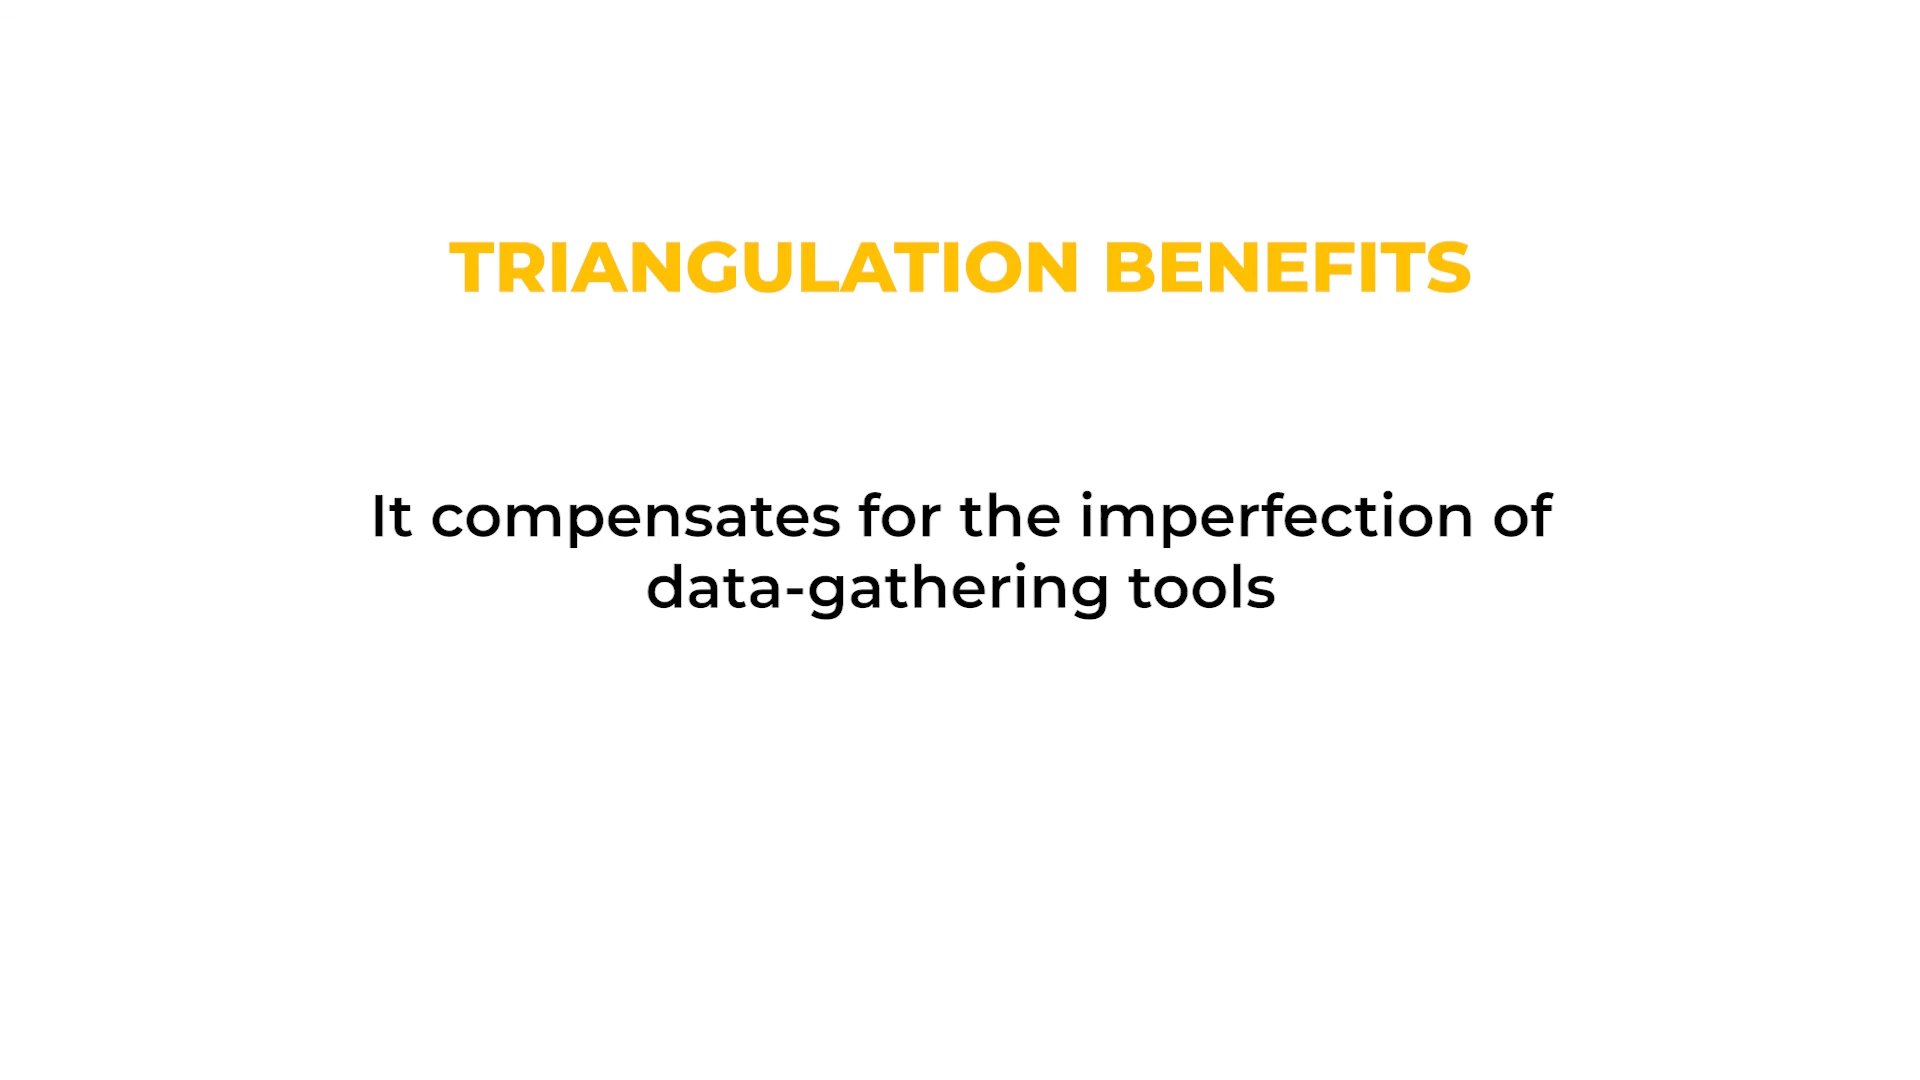 TRIANGULATION BENEFITS
It compensates for the imperfection of
data-gathering tools